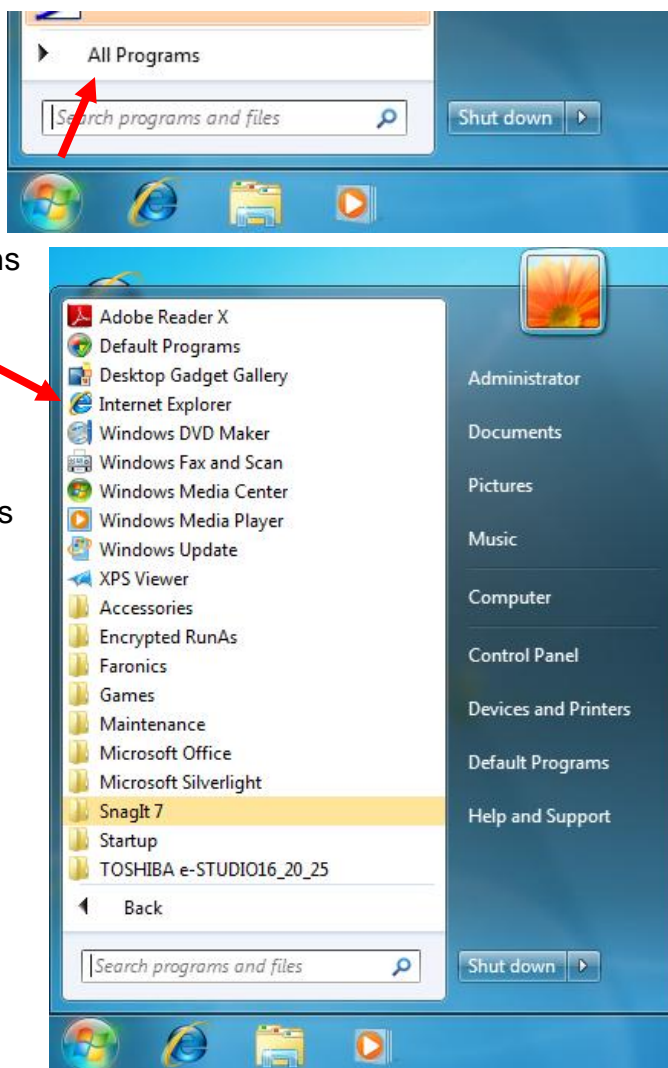 All Programs
Search programs and files
Shut down
Adobe Reader X
Default Programs
Desktop Gadget Gallery
Internet Explorer
Windows DVD Maker
Windows Fax and Scan
Windows Media Center
Windows Media Player
Windows Update
XPS Viewer
Accessories
Encrypted RunAs
Faronics
Games
Maintenance
Microsoft Office
Microsoft Silverlight
SnagIt 7
Startup
TOSHIBA e-STUDIO16_20_25
Back
Search programs and files
Administrator
Documents
Pictures
Music
Computer
Control Panel
Devices and Printers
Default Programs
Help and Support
Shut down